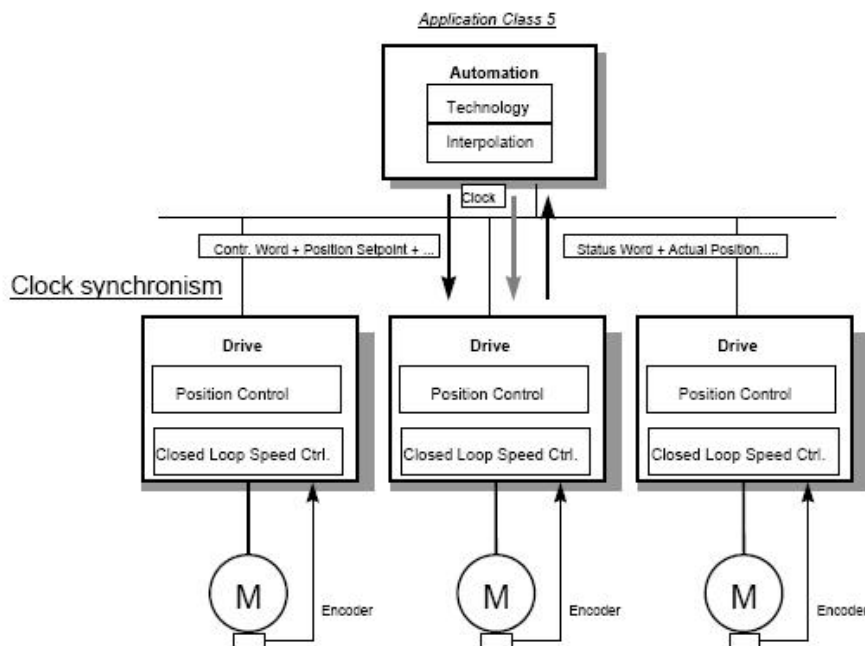 Application Class 5
Automation
Technology
Interpolation
Clock
Contr. Word + Position Setpoint + ...
Status Word + Actual Position.....
Clock synchronism
Drive
Drive
Drive
Position Control
Position Control
Position Control
Closed Loop Speed Ctrl.
Closed Loop Speed Ctrl.
Closed Loop Speed Ctrl.
M
M
M
Encoder
Encoder
Encoder